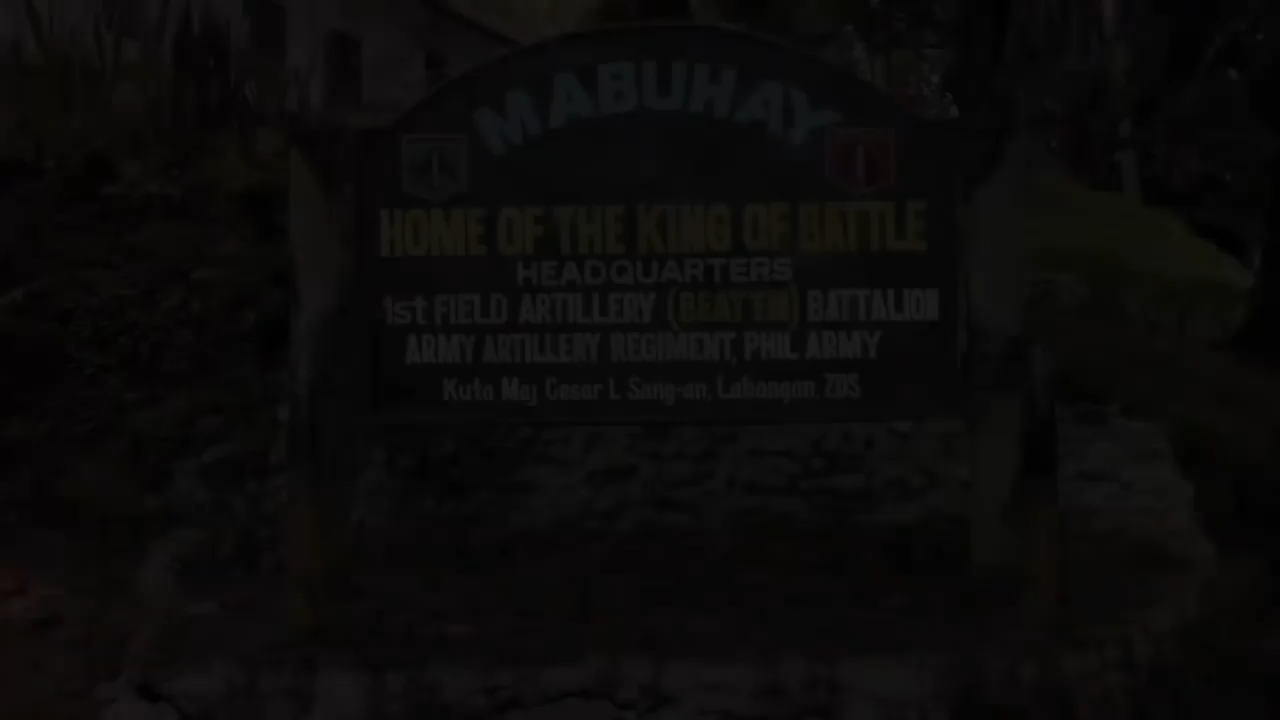 MABUHAY
HOME OF THE KING OF BATTLE
HEADQUARTERS
1st FIELD ARTILLERY BATTALION
ARMY ARTILLERY REGIMENT, PHIL ARMY
Kuta Maj Cesar L Sang-an, Labangan, ZDS